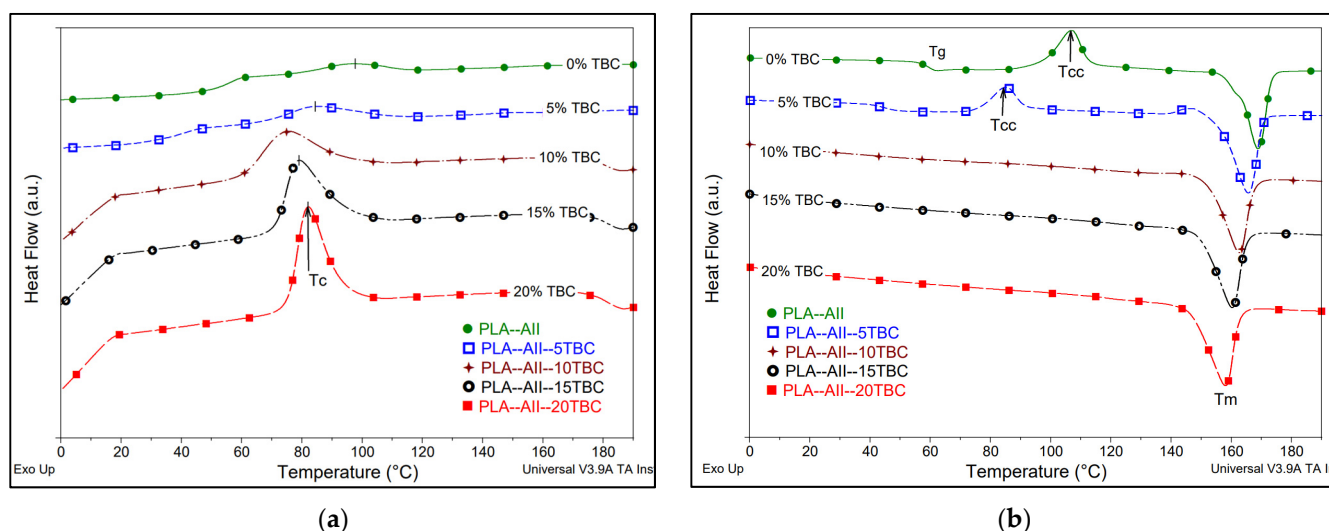 0% TBC
5% TBC
10% TBC
15% TBC
20% TBC
Tc
PLA--AII
PLA--AII--5TBC
PLA--AII--10TBC
PLA--AII--15TBC
PLA--AII--20TBC
Heat Flow (a.u.)
0 20 40 60 80 100 120 140 160 180
Exo Up
Temperature (°C)
Universal V3.9A TA Ins
(a)
0% TBC
Tg
Tcc
5% TBC
Tcc
10% TBC
15% TBC
20% TBC
PLA--AII
PLA--AII--5TBC
PLA--AII--10TBC
PLA--AII--15TBC
PLA--AII--20TBC
Tm
Heat Flow (a.u.)
0 20 40 60 80 100 120 140 160 180
Exo Up
Temperature (°C)
Universal V3.9A TA I
(b)